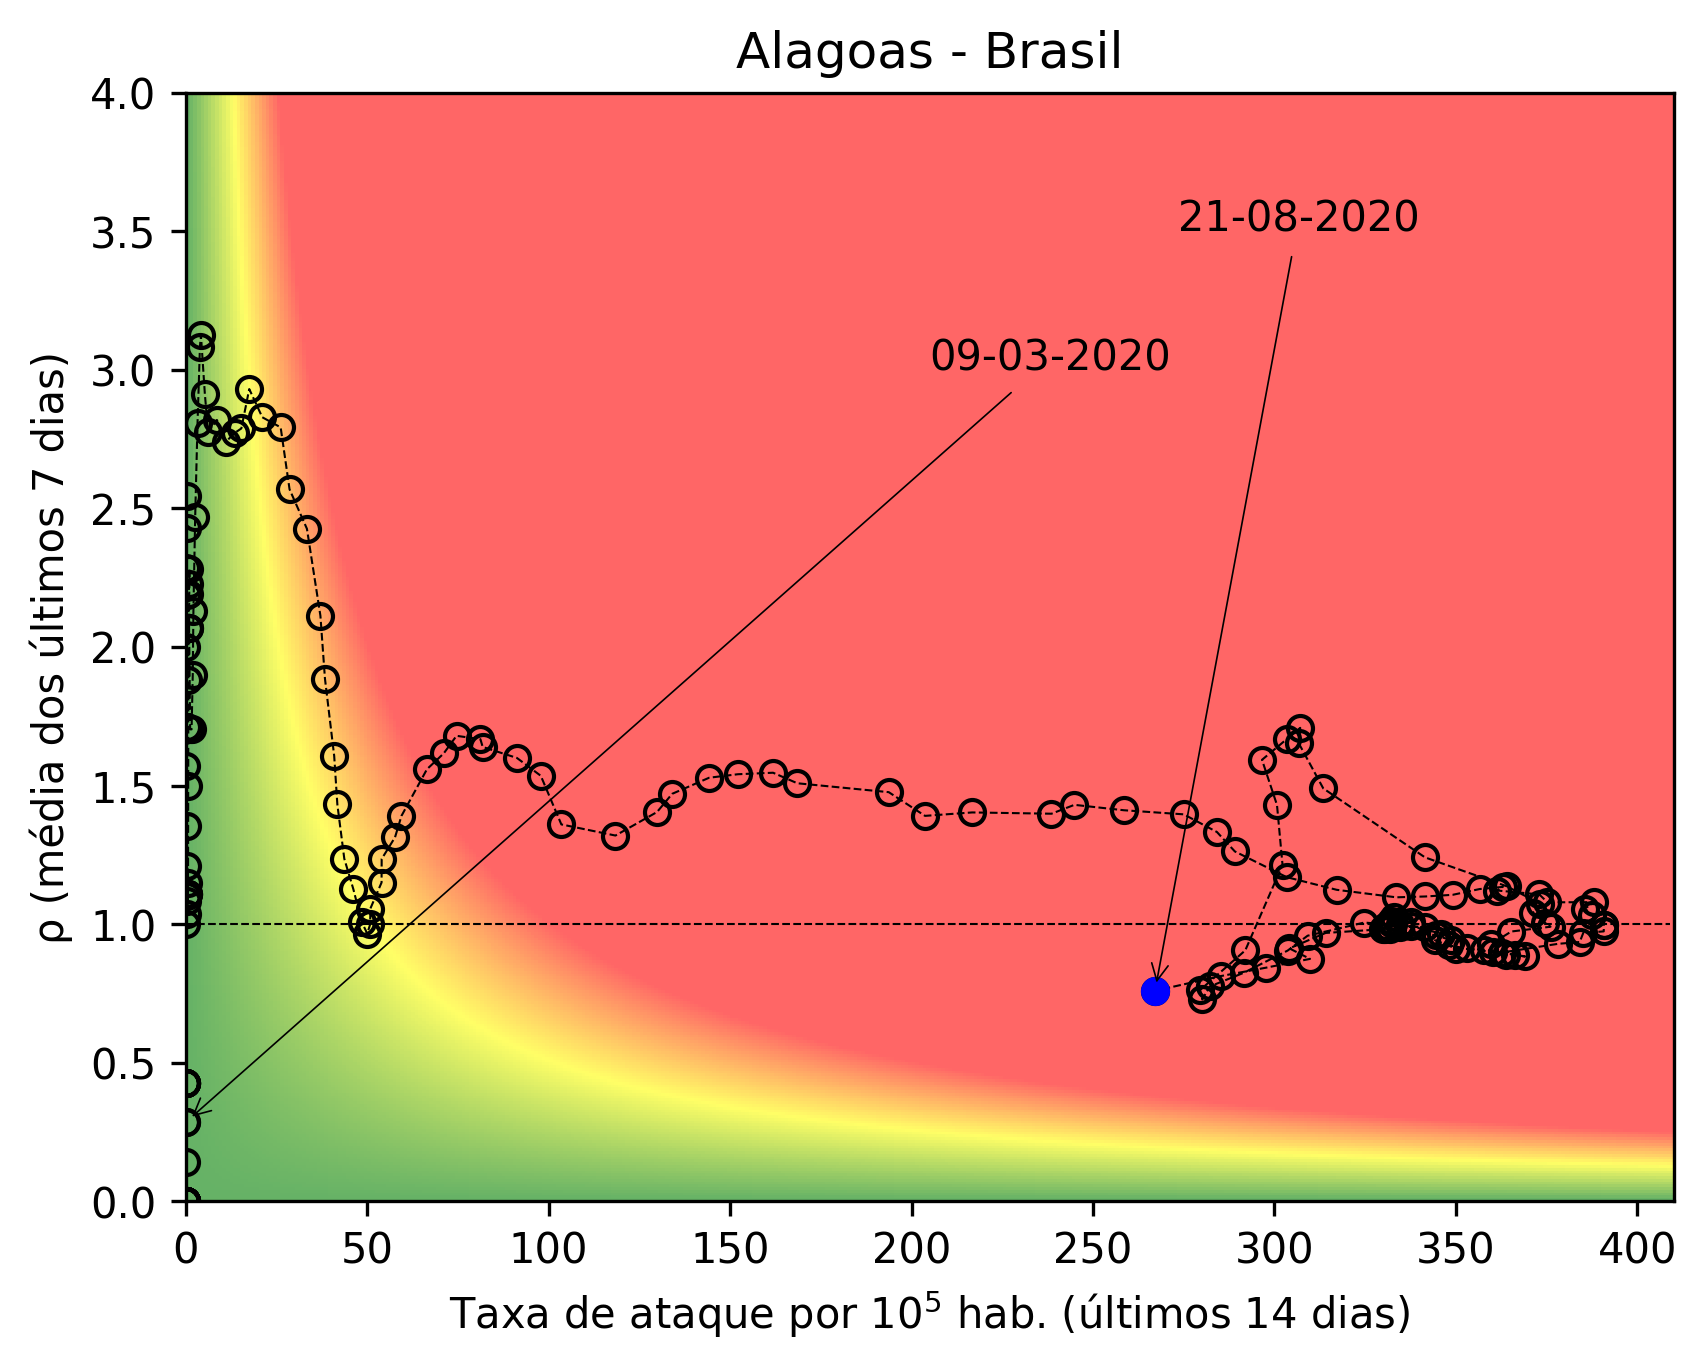 Alagoas - Brasil
4.0
3.5
3.0
2.5
2.0
1.5
1.0
0.5
0.0
ρ (média dos últimos 7 dias)
21-08-2020
09-03-2020
0 50 100 150 200 250 300 350 400
Taxa de ataque por 10⁵ hab. (últimos 14 dias)